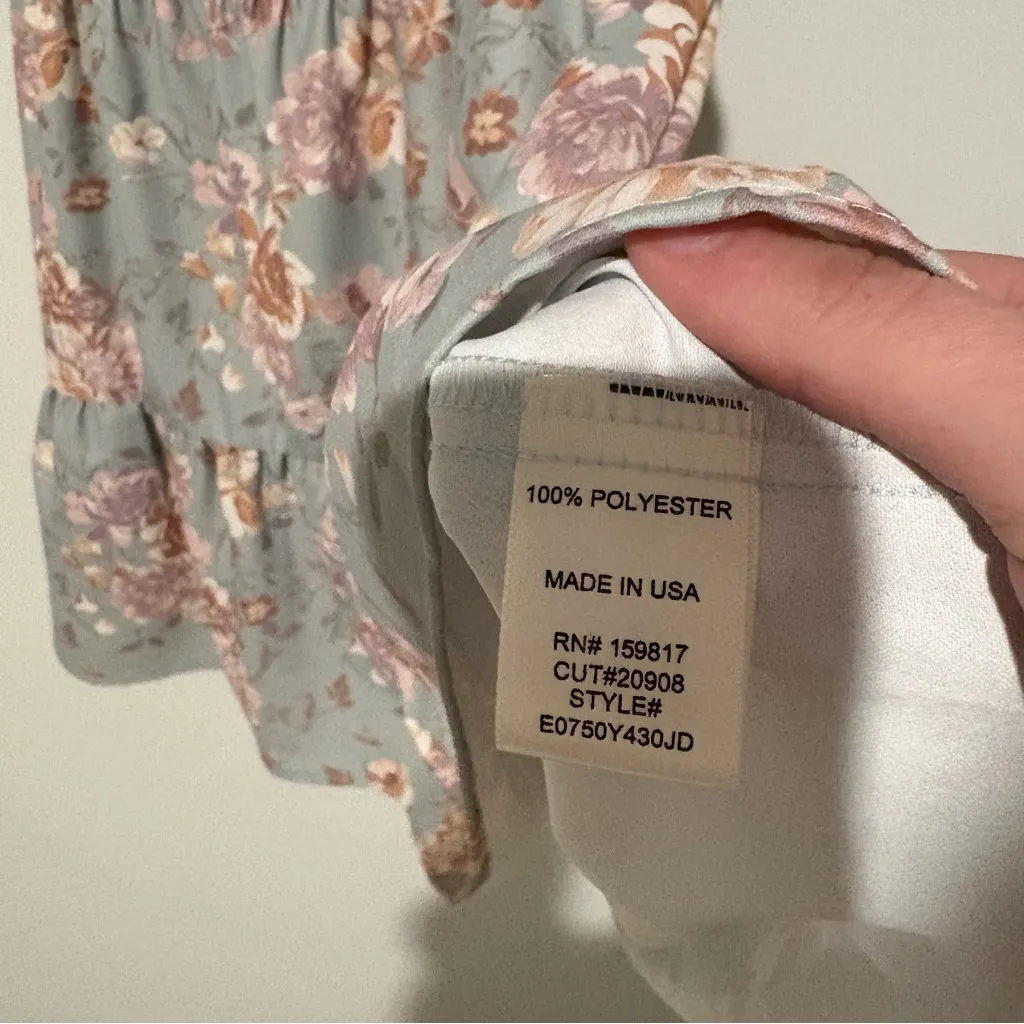 100% POLYESTER
MADE IN USA
RN# 159817
CUT#20908
STYLE#
E0750Y430JD